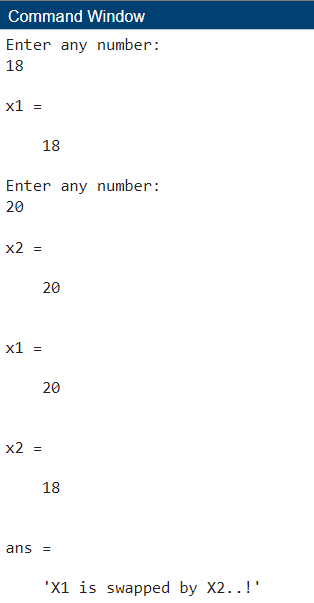 Command Window
Enter any number:
18
x1 =
18
Enter any number:
20
x2 =
20
x1 =
20
x2 =
18
ans =
'X1 is swapped by X2..!'